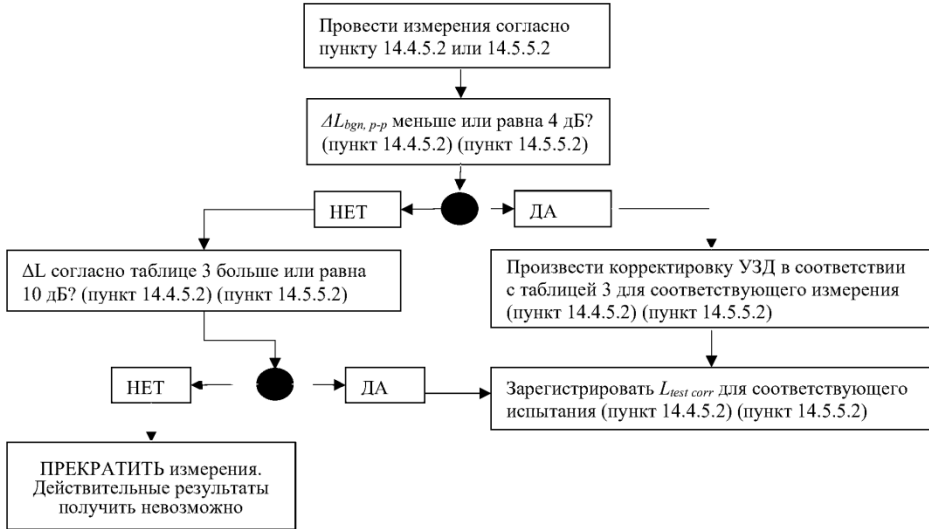 Провести измерения согласно
пункту 14.4.5.2 или 14.5.5.2
ΔLbgn, p-p меньше или равна 4 дБ?
(пункт 14.4.5.2) (пункт 14.5.5.2)
НЕТ
ДА
ΔL согласно таблице 3 больше или равна
10 дБ? (пункт 14.4.5.2) (пункт 14.5.5.2)
Произвести корректировку УЗД в соответствии
с таблицей 3 для соответствующего измерения
(пункт 14.4.5.2) (пункт 14.5.5.2)
НЕТ
ДА
Зарегистрировать Ltest corr для соответствующего
испытания (пункт 14.4.5.2) (пункт 14.5.5.2)
ПРЕКРАТИТЬ измерения.
Действительные результаты
получить невозможно